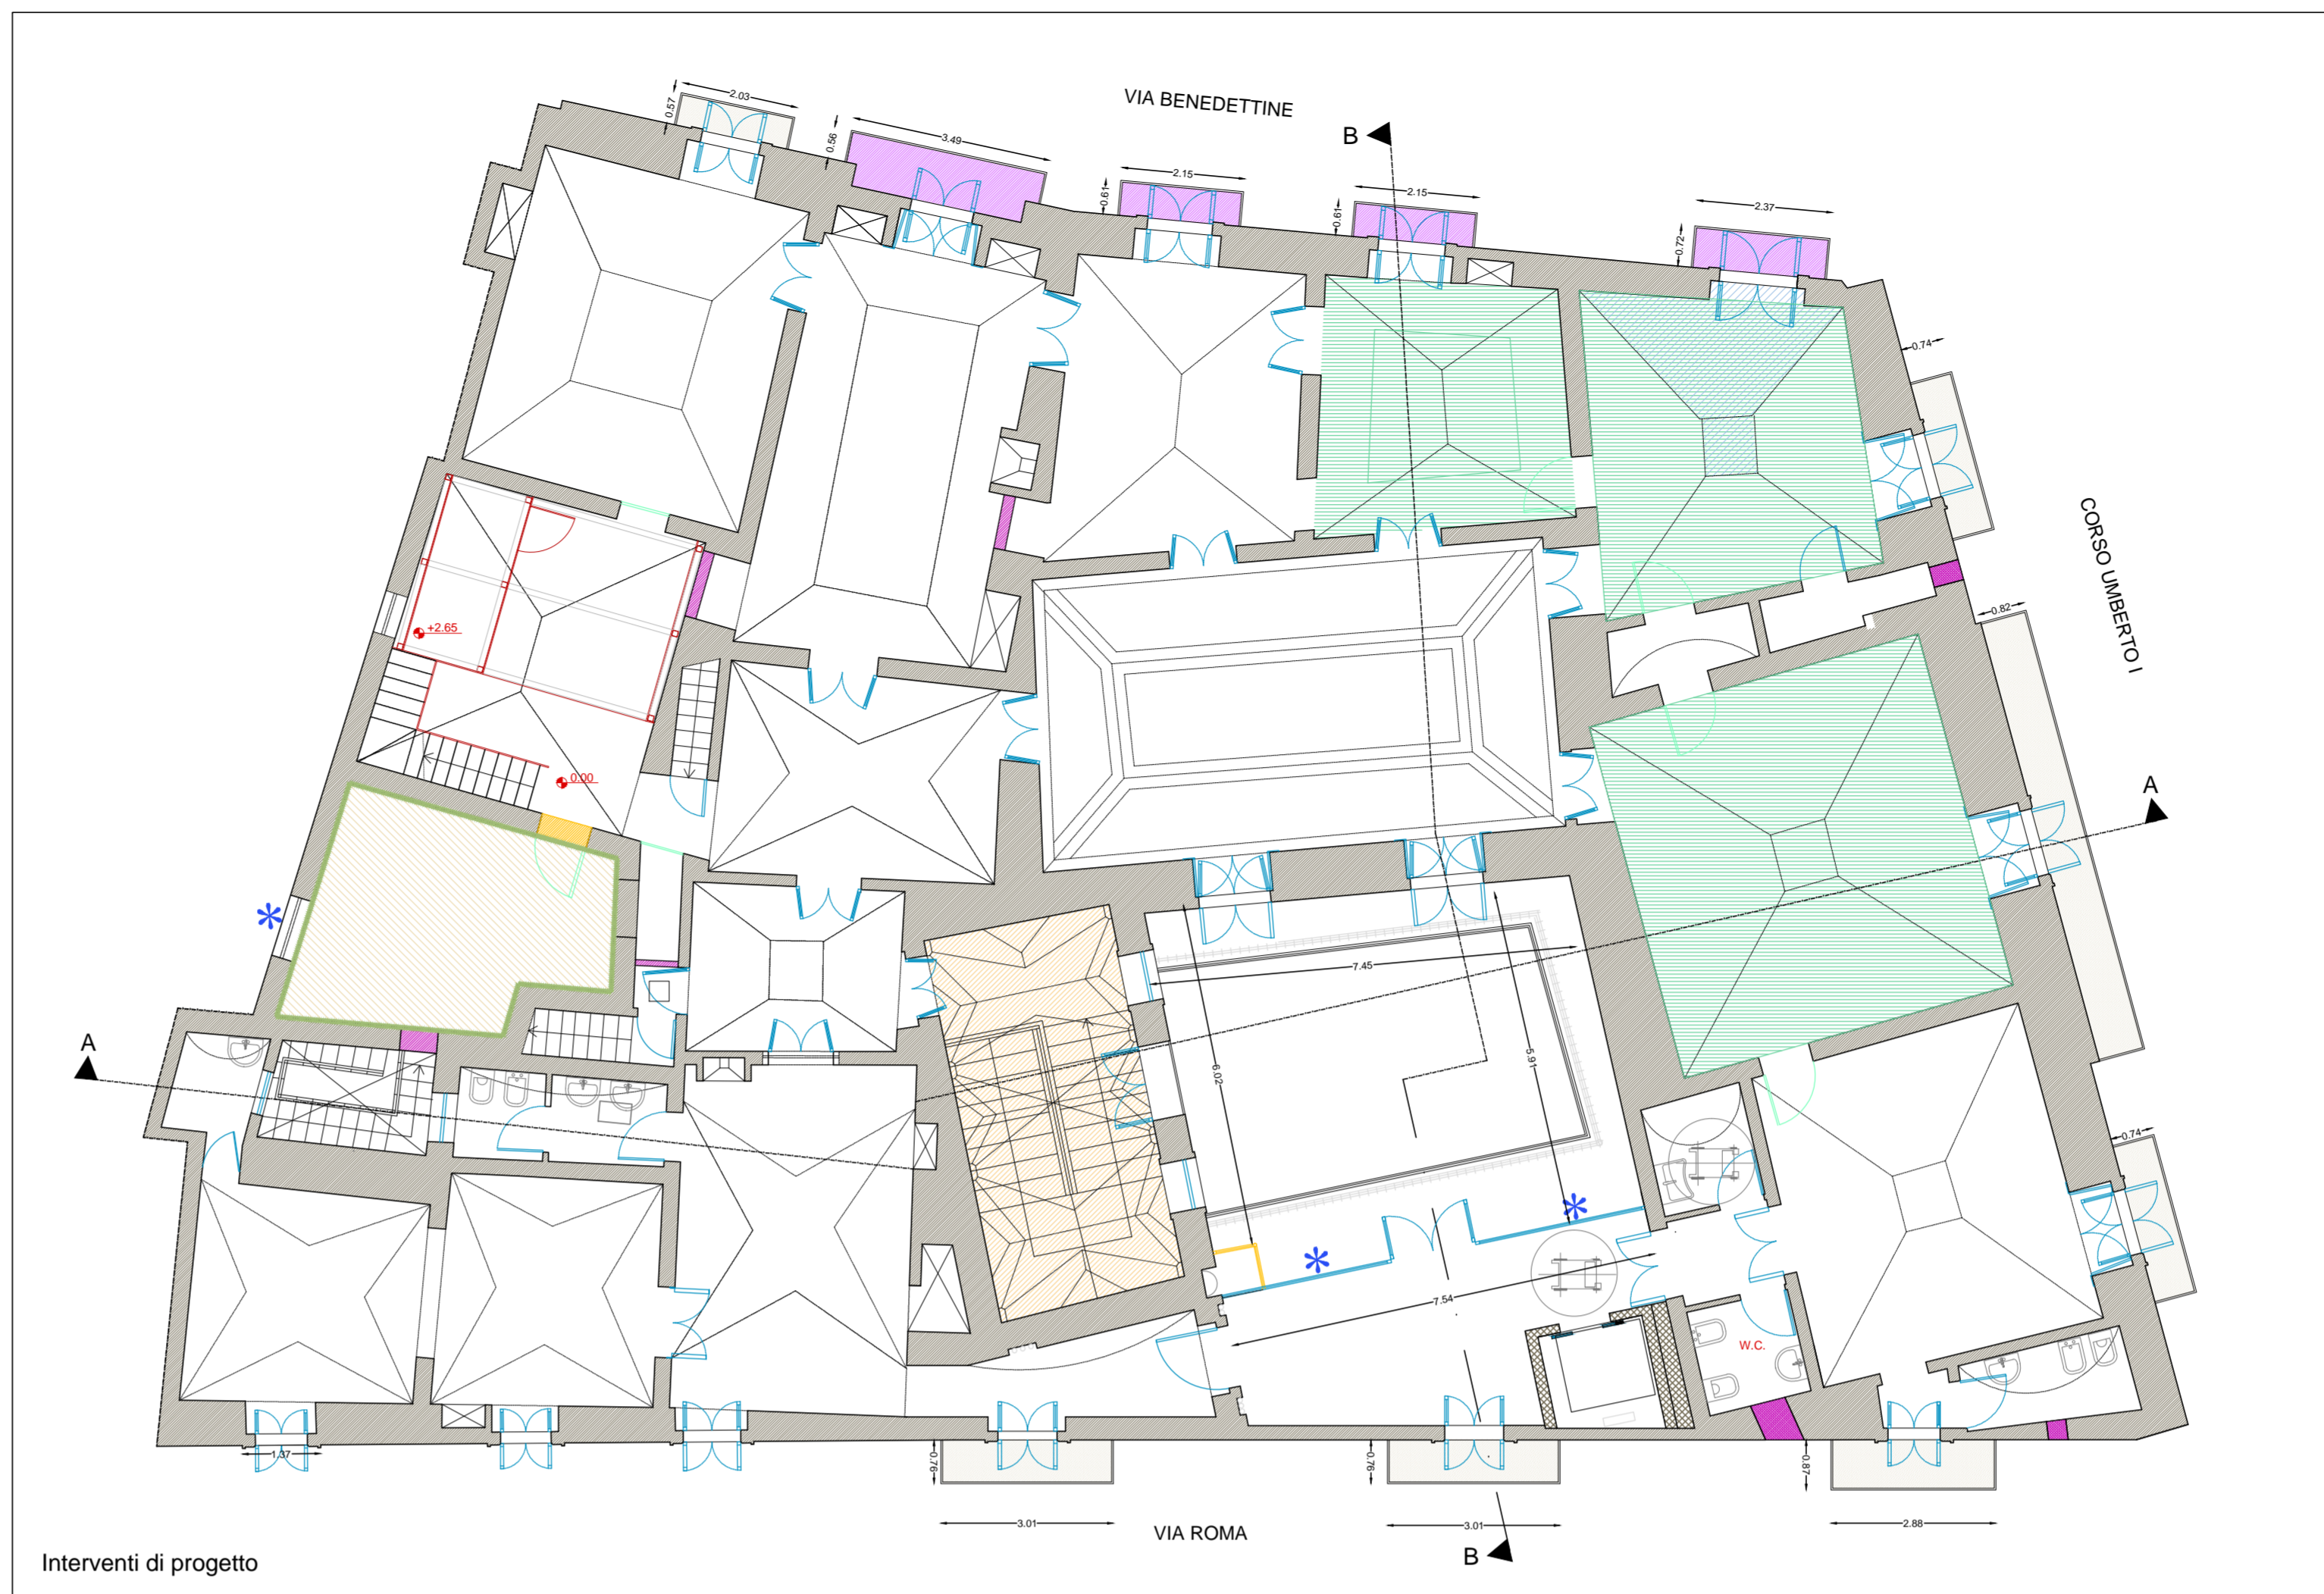 VIA BENEDETTINE
2.03
0.57
3.49
0.56
B
2.15
0.61
2.15
0.61
2.37
0.72
0.74
CORSO UMBERTO I
0.82
+2.65
0.00
A
7.45
6.02
5.91
A
0.74
7.54
w.c.
1.37
0.76
0.76
0.87
3.01
VIA ROMA
3.01
2.88
B
Interventi di progetto